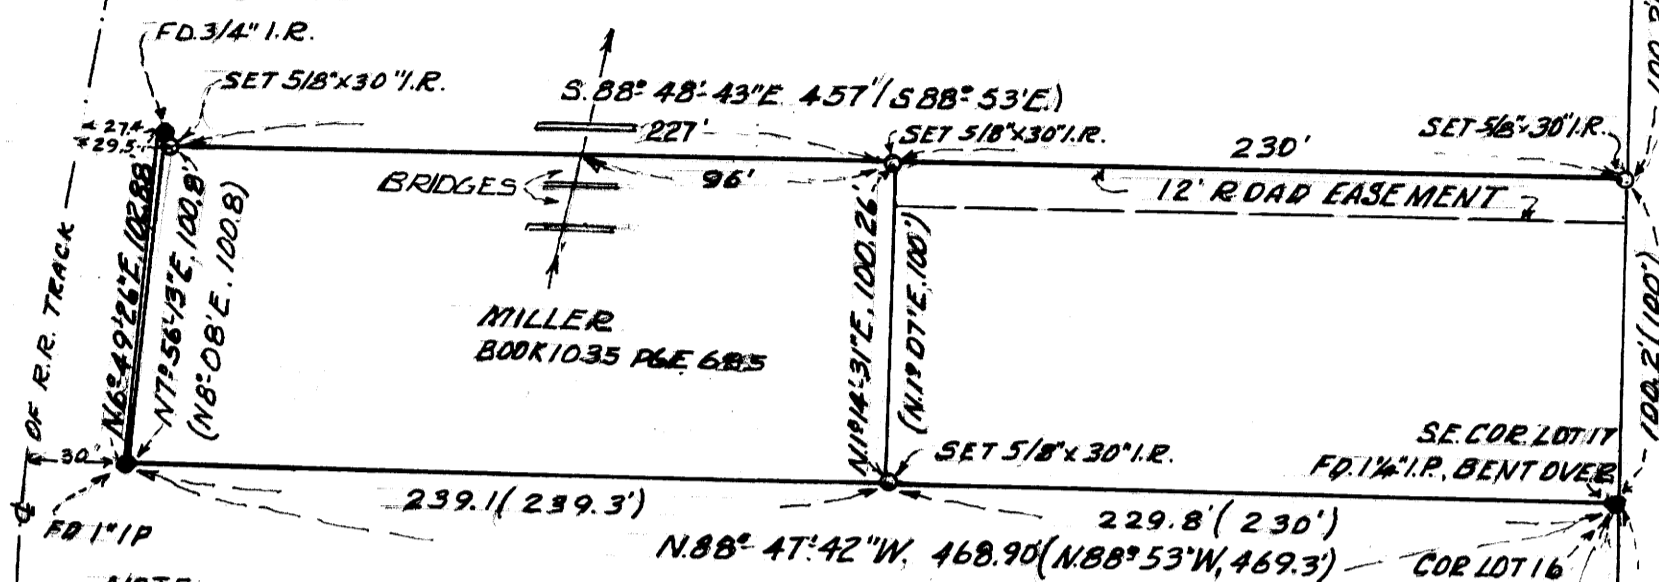 FD. 3/4" I.R.
SET 5/8"X30" I.R.
S. 88° 48'-43"E. 457' (S88° 53'E.)
27.4
29.5
227'
SET 5/8"X30" I.R.
230'
SET 5/8"X30" I.R.
BRIDGES
96'
12' ROAD EASEMENT
OF R.R. TRACK
N.6°-49'-26"E. 102.88'
N7°-56'-13"E. 100.8'
(N8°-08'E. 100.8)
MILLER
BOOK 1035 PGE
N.1°-14'-31"E. 100.26'
(N.1° 07'E. 100')
100.2' (100')
S.E. COR LOT 17
FD. 1¼" I.P. BENT OVER
SET 5/8"X30" I.R.
30'
239.1 (239.3')
229.8' (230')
FD 1" IP
N.88°-47'-42"W. 468.90' (N.88° 53'W, 469.3')
COR LOT 16